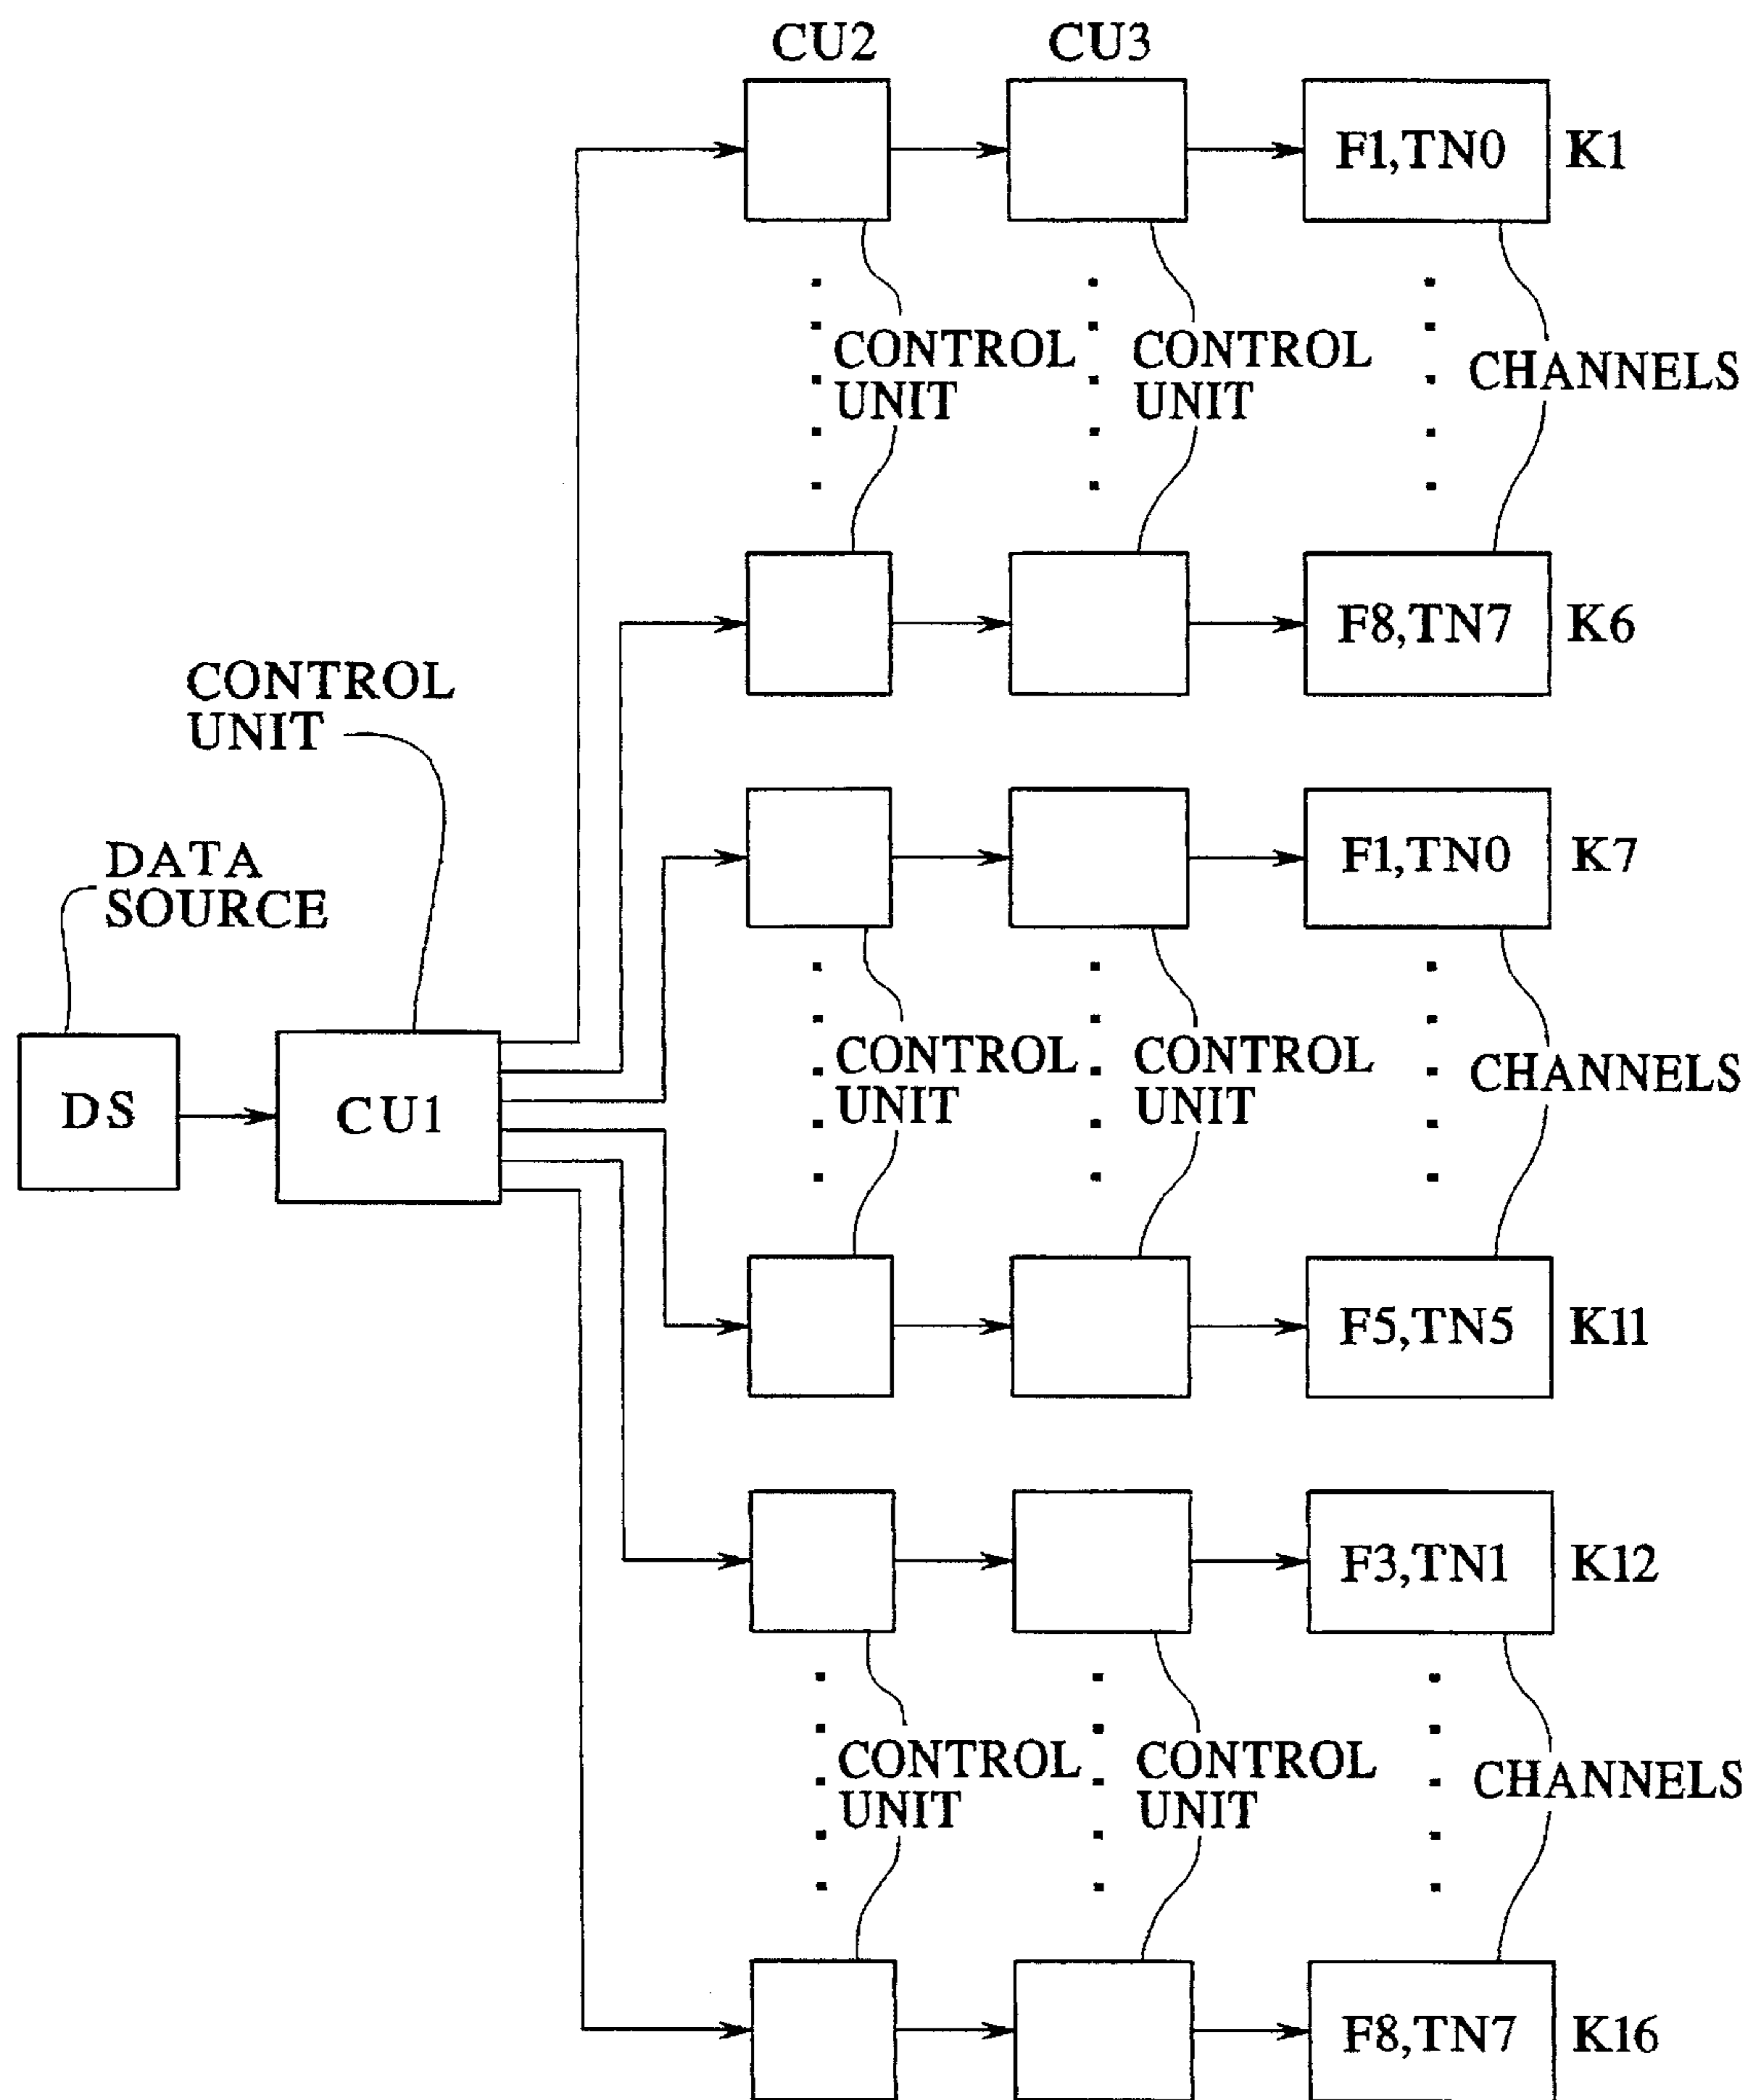 CU2 CU3
F1,TN0 K1
CONTROL UNIT
CONTROL UNIT
CHANNELS
F8,TN7 K6
CONTROL UNIT
DATA SOURCE
F1,TN0 K7
DS
CU1
CONTROL UNIT
CONTROL UNIT
CHANNELS
F5,TN5 K11
F3,TN1 K12
CONTROL UNIT
CONTROL UNIT
CHANNELS
F8,TN7 K16